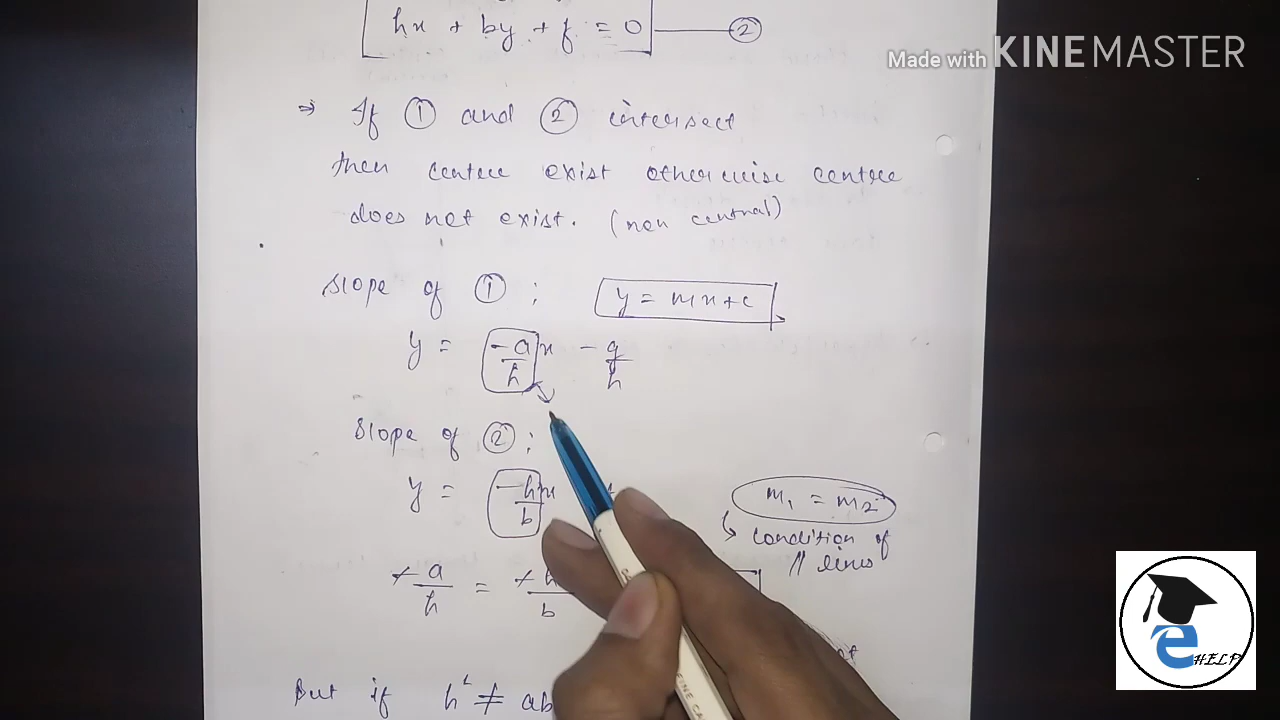 hx + by + f = 0 ②
Made with KINEMASTER
⇒ If ① and ② intersect
then centre exist otherwise centre
does not exist. (non central)
Slope of ① ; y = mx+c
y = -a/h x - g/h
Slope of ② ;
y = -h/b x
m₁ = m₂
↳ condition of
// lines
-a/h = -h/b
But if h² ≠ ab
e HELP